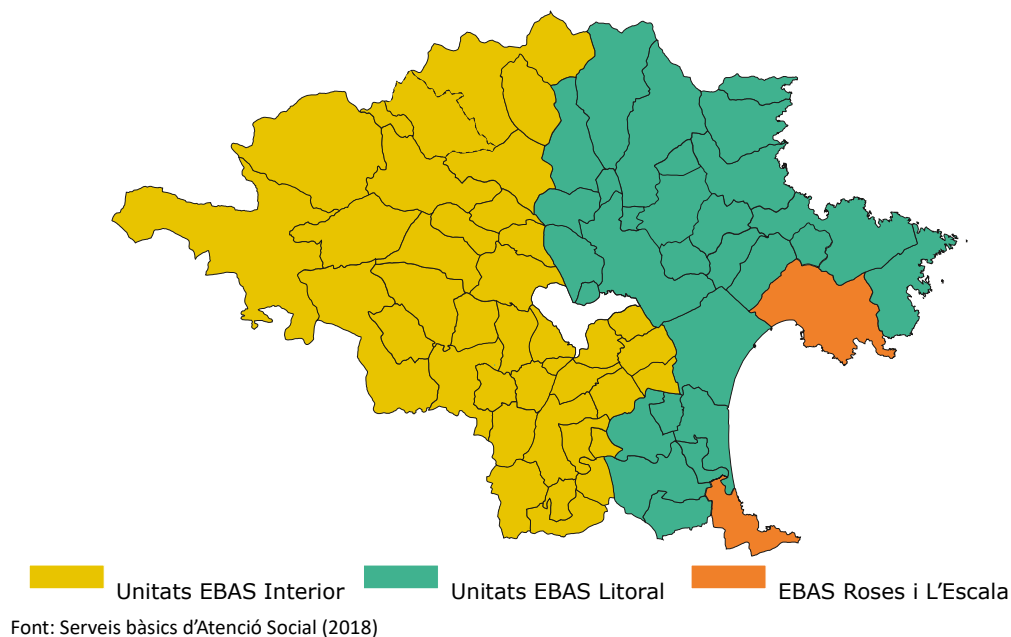 Unitats EBAS Interior Unitats EBAS Litoral EBAS Roses i L'Escala
Font: Serveis bàsics d'Atenció Social (2018)